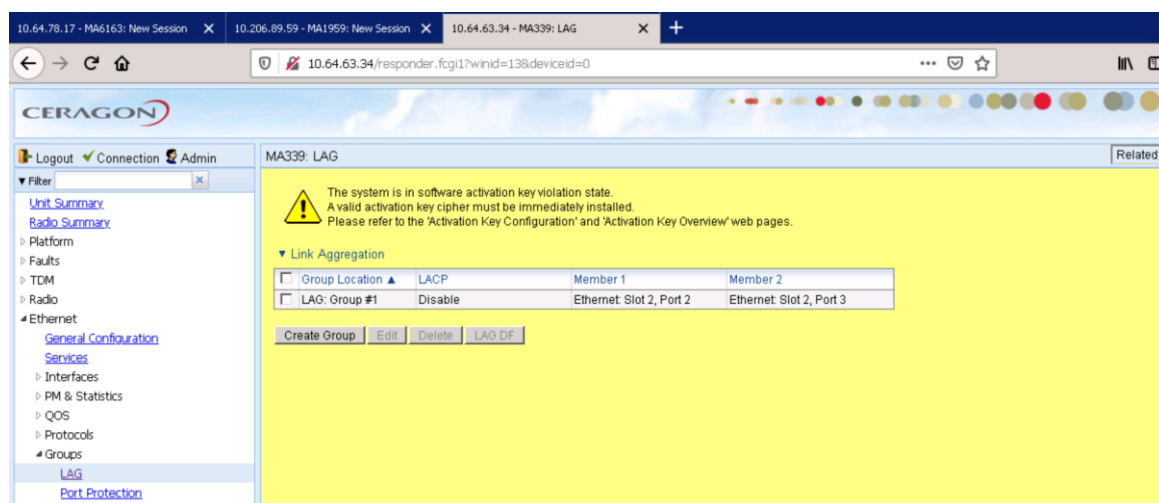 10.64.78.17 - MA6163: New Session
10.206.89.59 - MA1959: New Session
10.64.63.34 - MA339: LAG
10.64.63.34/responder.fcgi1?winid=13&deviceid=0
CERAGON
Logout Connection Admin
MA339: LAG
Related
Filter
Unit Summary
Radio Summary
Platform
Faults
TDM
Radio
Ethernet
General Configuration
Services
Interfaces
PM & Statistics
QOS
Protocols
Groups
LAG
Port Protection
The system is in software activation key violation state.
A valid activation key cipher must be immediately installed.
Please refer to the 'Activation Key Configuration' and 'Activation Key Overview' web pages.
Link Aggregation
Group Location ▲ LACP Member 1 Member 2
LAG: Group #1 Disable Ethernet: Slot 2, Port 2 Ethernet: Slot 2, Port 3
Create Group Edit Delete LAG DF